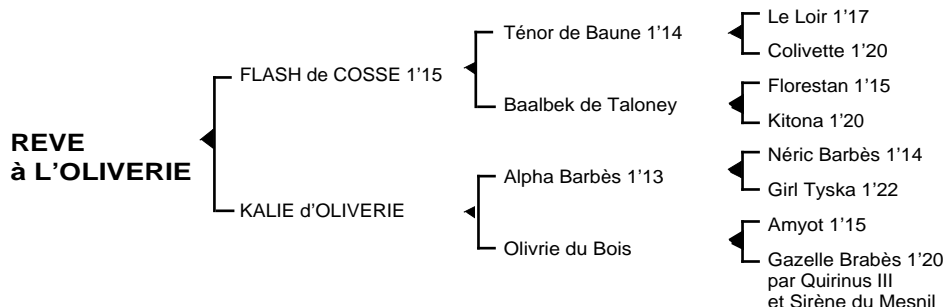 REVE
à L'OLIVERIE
FLASH de COSSE 1'15
KALIE d'OLIVERIE
Ténor de Baune 1'14
Baalbek de Taloney
Alpha Barbès 1'13
Olivrie du Bois
Le Loir 1'17
Colivette 1'20
Florestan 1'15
Kitona 1'20
Néric Barbès 1'14
Girl Tyska 1'22
Amyot 1'15
Gazelle Brabès 1'20
par Quirinus III
et Sirène du Mesnil